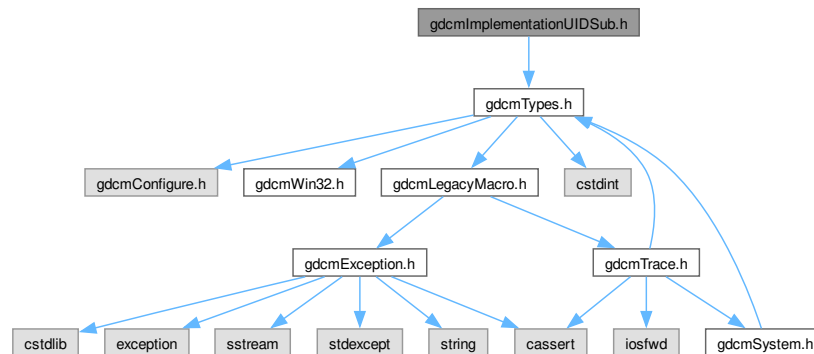 gdcmImplementationUIDSub.h
gdcmTypes.h
gdcmConfigure.h
gdcmWin32.h
gdcmLegacyMacro.h
cstdint
gdcmException.h
gdcmTrace.h
cstdlib
exception
sstream
stdexcept
string
cassert
iosfwd
gdcmSystem.h